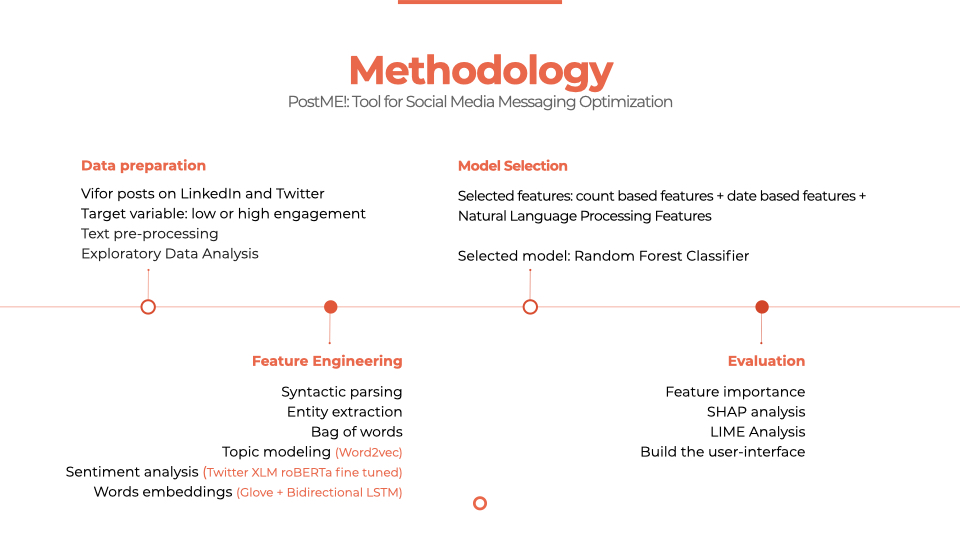 Methodology
PostME!: Tool for Social Media Messaging Optimization
Data preparation
Vifor posts on LinkedIn and Twitter
Target variable: low or high engagement
Text pre-processing
Exploratory Data Analysis
Model Selection
Selected features: count based features + date based features +
Natural Language Processing Features
Selected model: Random Forest Classifier
Feature Engineering
Syntactic parsing
Entity extraction
Bag of words
Topic modeling (Word2vec)
Sentiment analysis (Twitter XLM roBERTa fine tuned)
Words embeddings (Glove + Bidirectional LSTM)
Evaluation
Feature importance
SHAP analysis
LIME Analysis
Build the user-interface